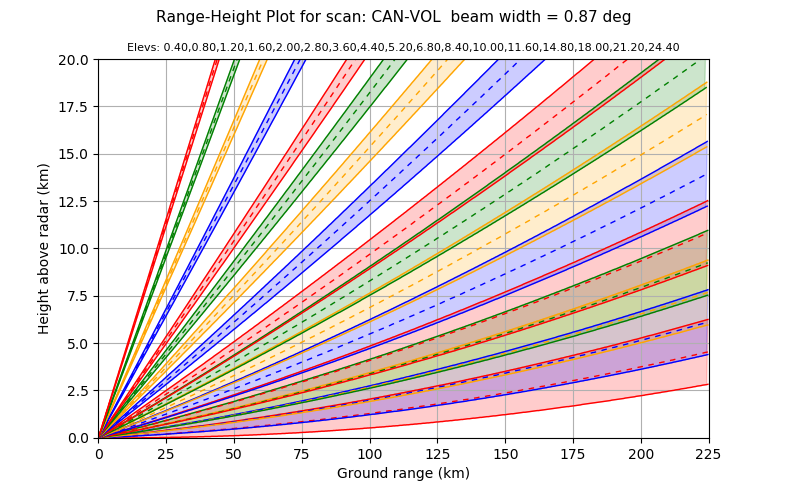 Range-Height Plot for scan: CAN-VOL  beam width = 0.87 deg
Elevs: 0.40,0.80,1.20,1.60,2.00,2.80,3.60,4.40,5.20,6.80,8.40,10.00,11.60,14.80,18.00,21.20,24.40
20.0
17.5
15.0
12.5
10.0
7.5
5.0
2.5
0.0
Height above radar (km)
0 25 50 75 100 125 150 175 200 225
Ground range (km)